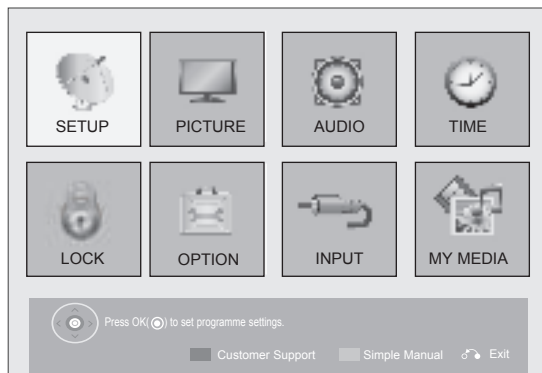 SETUP PICTURE AUDIO TIME
LOCK OPTION INPUT MY MEDIA
Press OK( ) to set programme settings.
Customer Support Simple Manual Exit